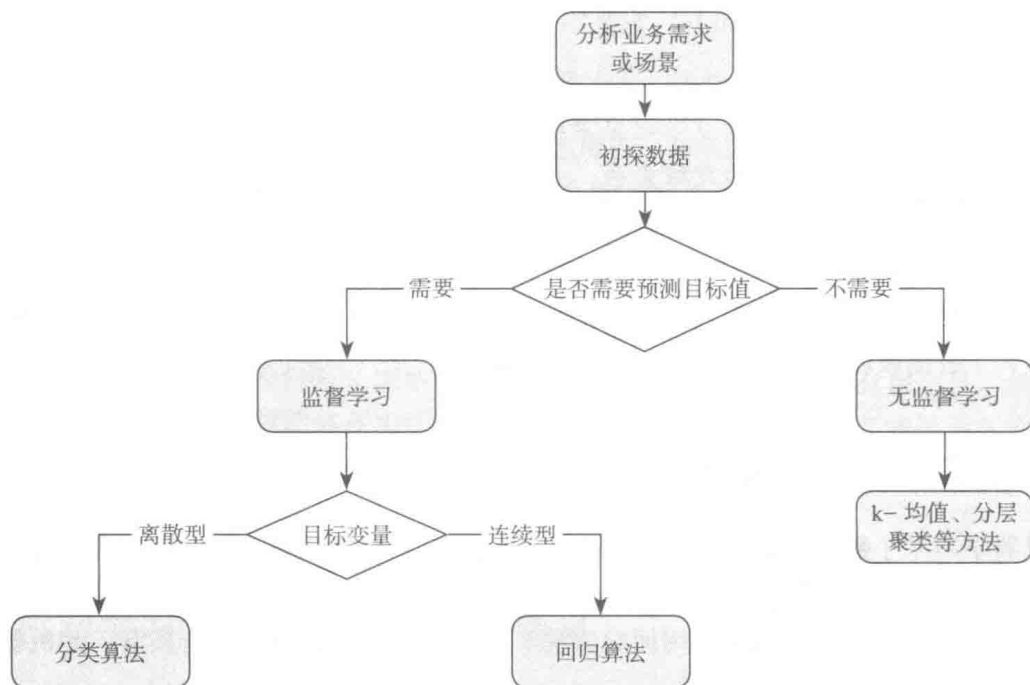 分析业务需求
或场景
初探数据
需要
是否需要预测目标值
不需要
监督学习
无监督学习
离散型
目标变量
连续型
k- 均值、分层
聚类等方法
分类算法
回归算法